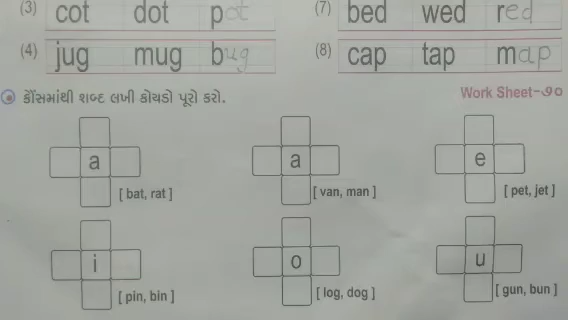 (3) cot dot pot (7) bed wed red
(4) jug mug bug (8) cap tap map
કૌંસમાંથી શબ્દ લખી કોયડો પૂરો કરો. Work Sheet-૭૦
a [ bat, rat ] a [ van, man ] e [ pet, jet ]
i [ pin, bin ] o [ log, dog ] u [ gun, bun ]